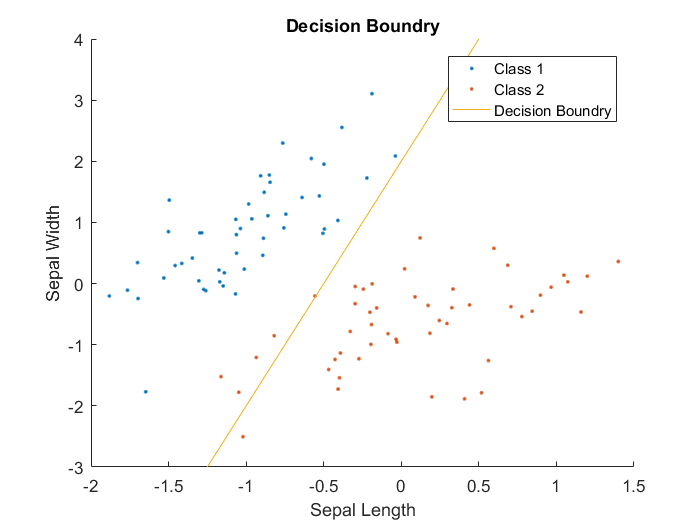 Decision Boundry
4
3
2
1
0
-1
-2
-3
Sepal Width
Class 1
Class 2
Decision Boundry
-2 -1.5 -1 -0.5 0 0.5 1 1.5
Sepal Length